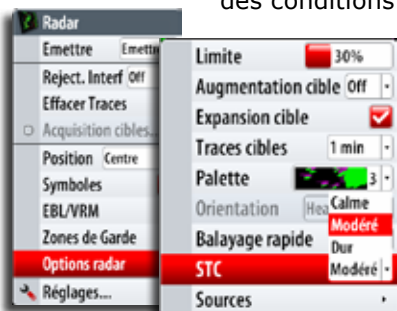 des conditions
Radar
Emettre Emettre
Reject. Interf Off
Effacer Traces
Acquisition cibles...
Position Centre
Symboles
EBL/VRM
Zones de Garde
Options radar
Réglages....
Limite 30%
Augmentation cible Off
Expansion cible
Traces cibles 1 min
Palette 3
Orientation Hea
Balayage rapide
STC Modéré
Sources
Calme
Modéré
Dur